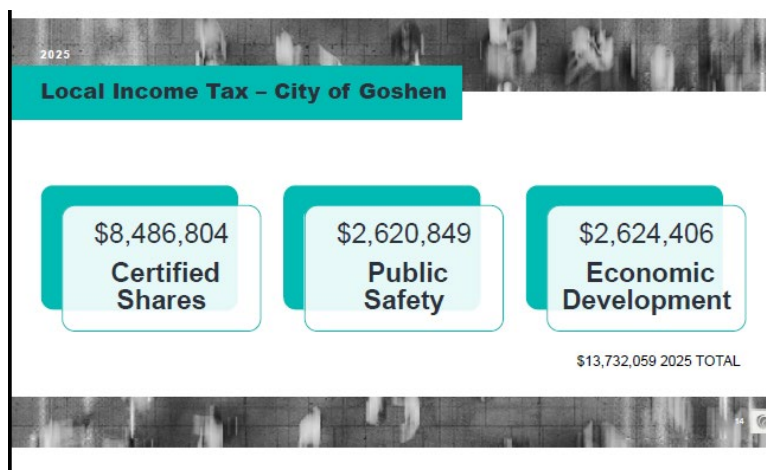 2025
Local Income Tax – City of Goshen
$8,486,804
Certified
Shares
$2,620,849
Public
Safety
$2,624,406
Economic
Development
$13,732,059 2025 TOTAL
14